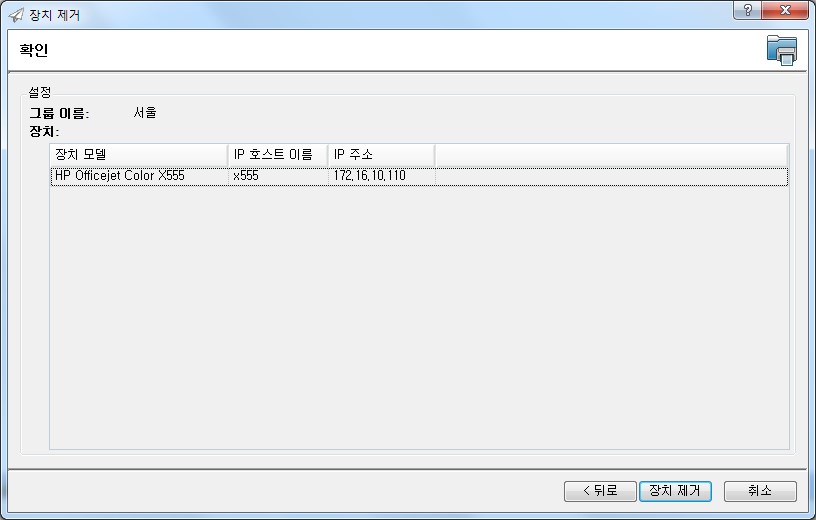 장치 제거
확인
설정
그룹 이름: 서울
장치:
장치 모델 IP 호스트 이름 IP 주소
HP Officejet Color X555 x555 172.16.10.110
< 뒤로 장치 제거 취소